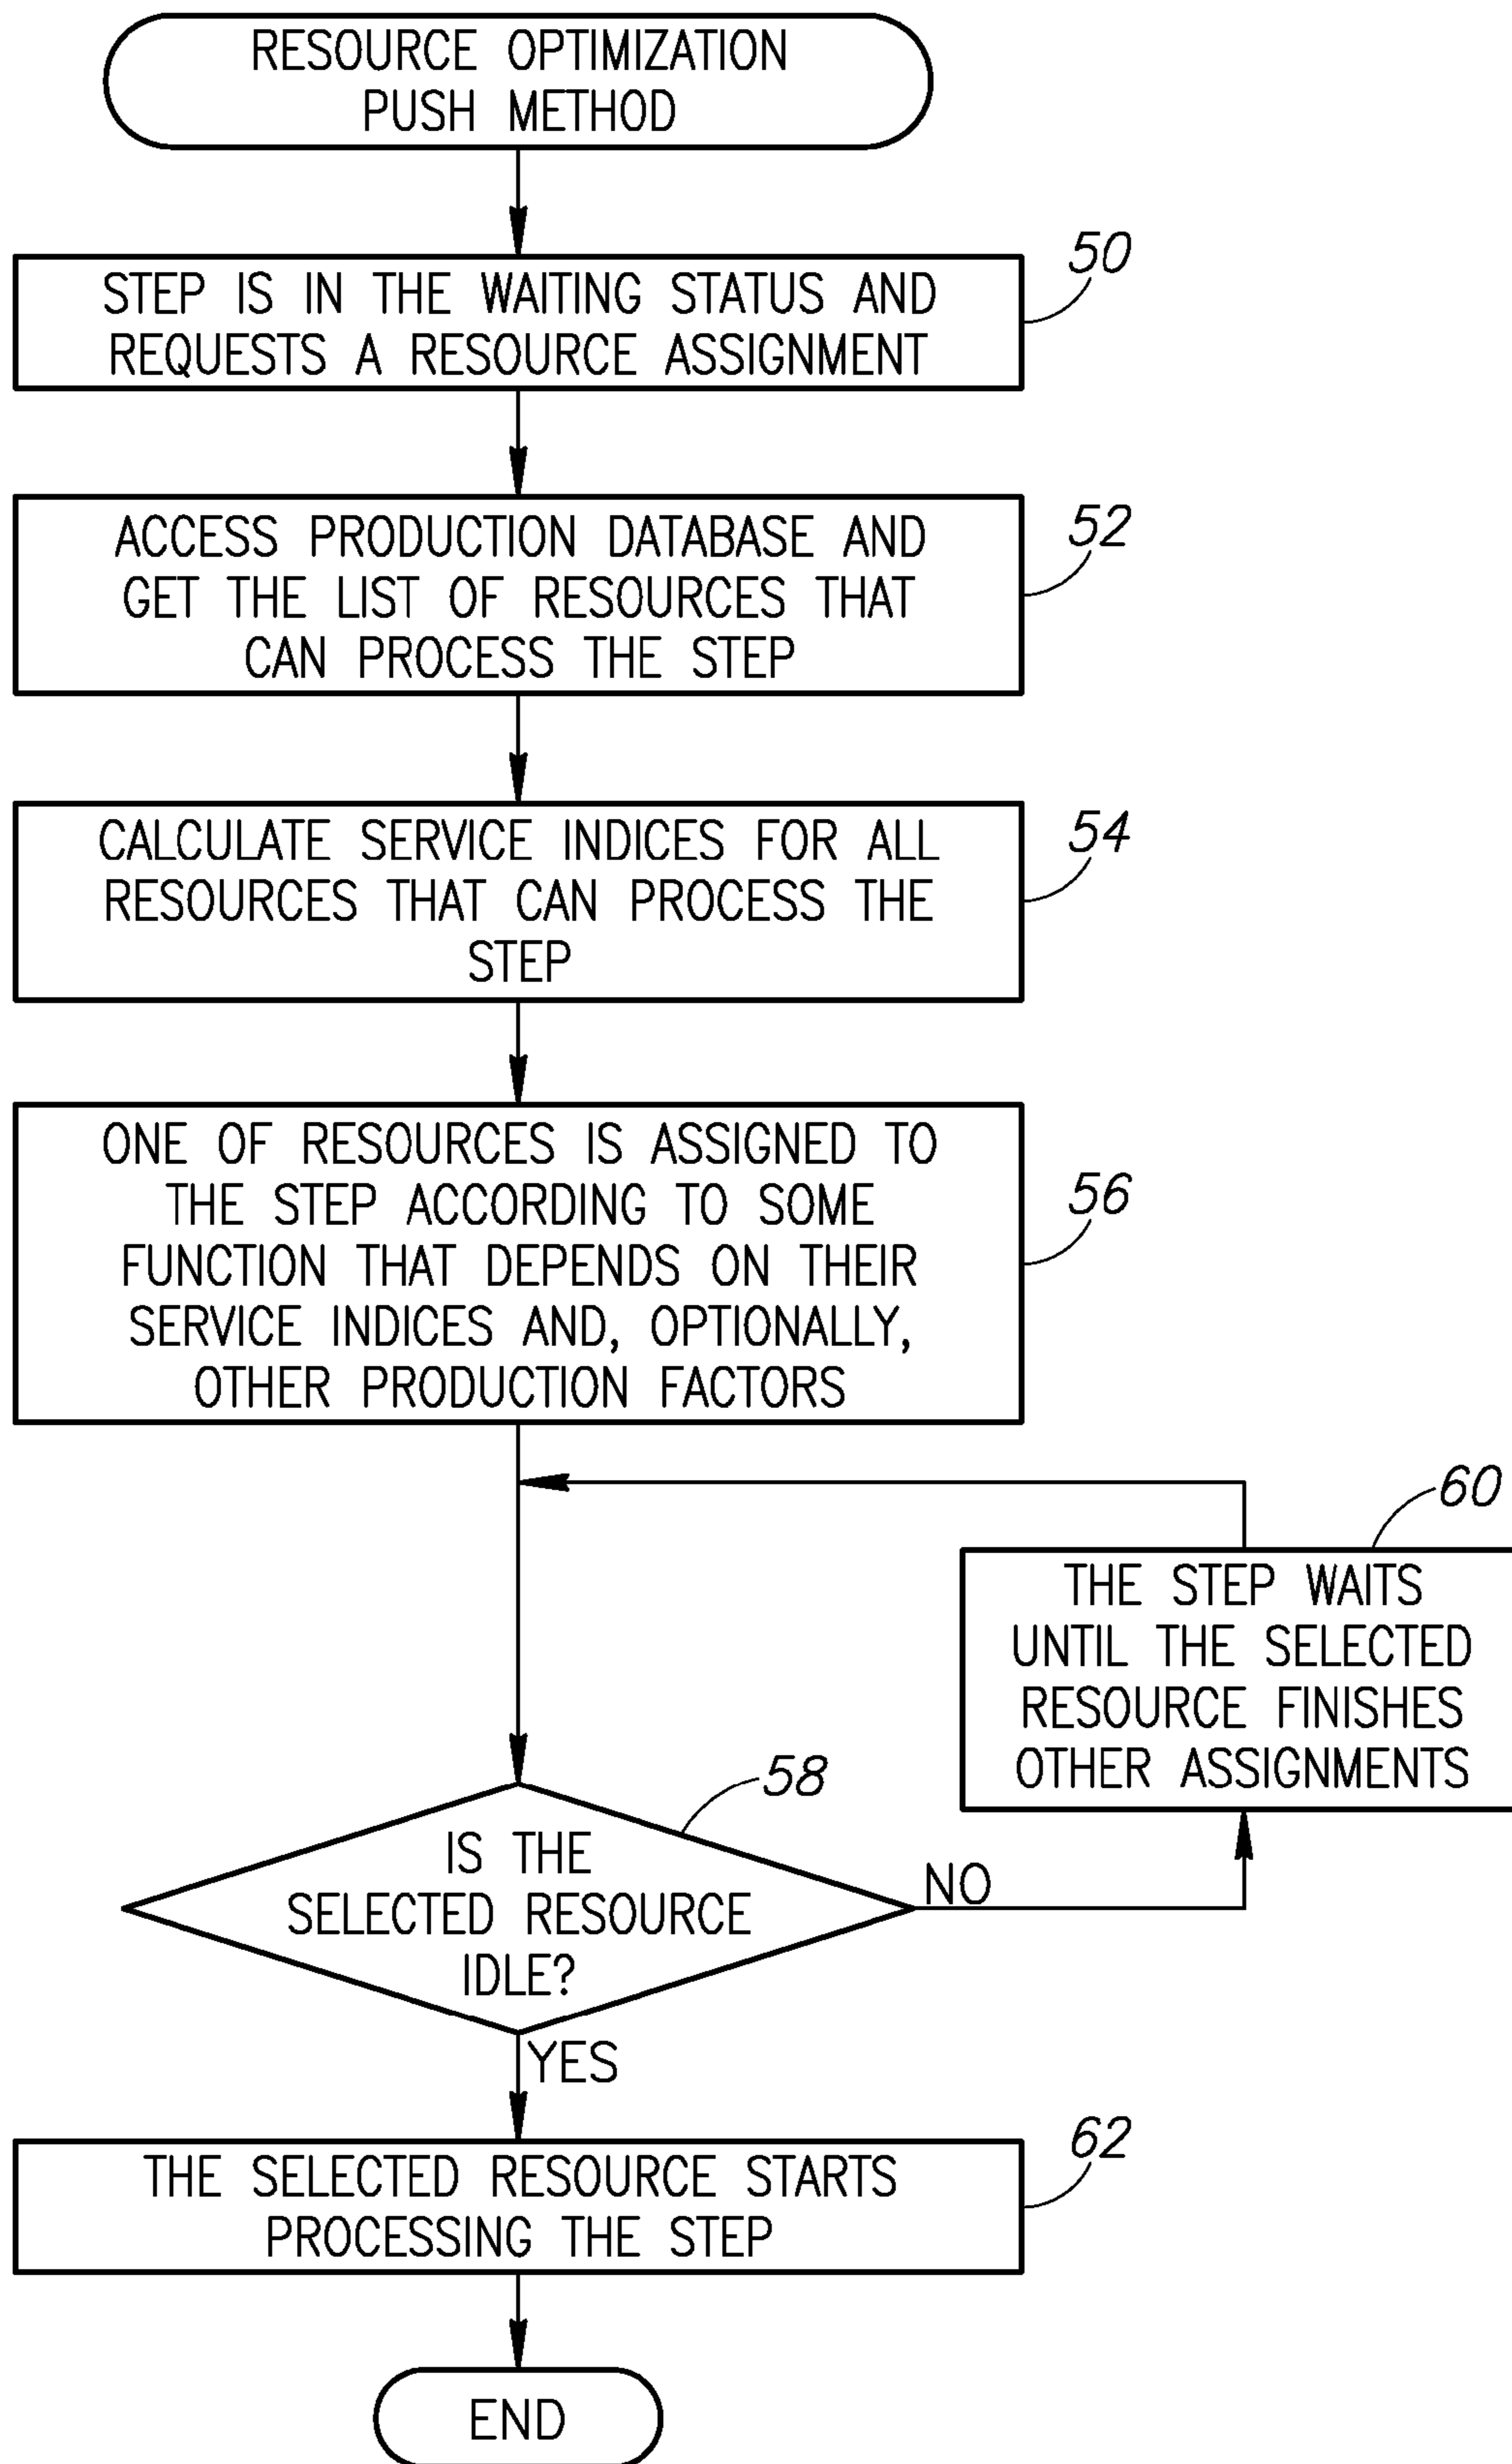 RESOURCE OPTIMIZATION
PUSH METHOD
50
STEP IS IN THE WAITING STATUS AND
REQUESTS A RESOURCE ASSIGNMENT
52
ACCESS PRODUCTION DATABASE AND
GET THE LIST OF RESOURCES THAT
CAN PROCESS THE STEP
54
CALCULATE SERVICE INDICES FOR ALL
RESOURCES THAT CAN PROCESS THE
STEP
56
ONE OF RESOURCES IS ASSIGNED TO
THE STEP ACCORDING TO SOME
FUNCTION THAT DEPENDS ON THEIR
SERVICE INDICES AND, OPTIONALLY,
OTHER PRODUCTION FACTORS
60
THE STEP WAITS
UNTIL THE SELECTED
RESOURCE FINISHES
OTHER ASSIGNMENTS
58
IS THE
SELECTED RESOURCE
IDLE?
NO
YES
62
THE SELECTED RESOURCE STARTS
PROCESSING THE STEP
END